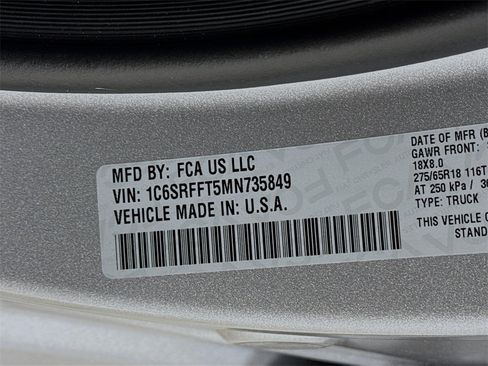 MFD BY: FCA US LLC
VIN: 1C6SRFFT5MN735849
VEHICLE MADE IN: U.S.A.
DATE OF MFR (B
GAWR FRONT:
18X8.0
275/65R18 116T
AT 250 kPa / 36
TYPE: TRUCK
THIS VEHICLE C
STAND